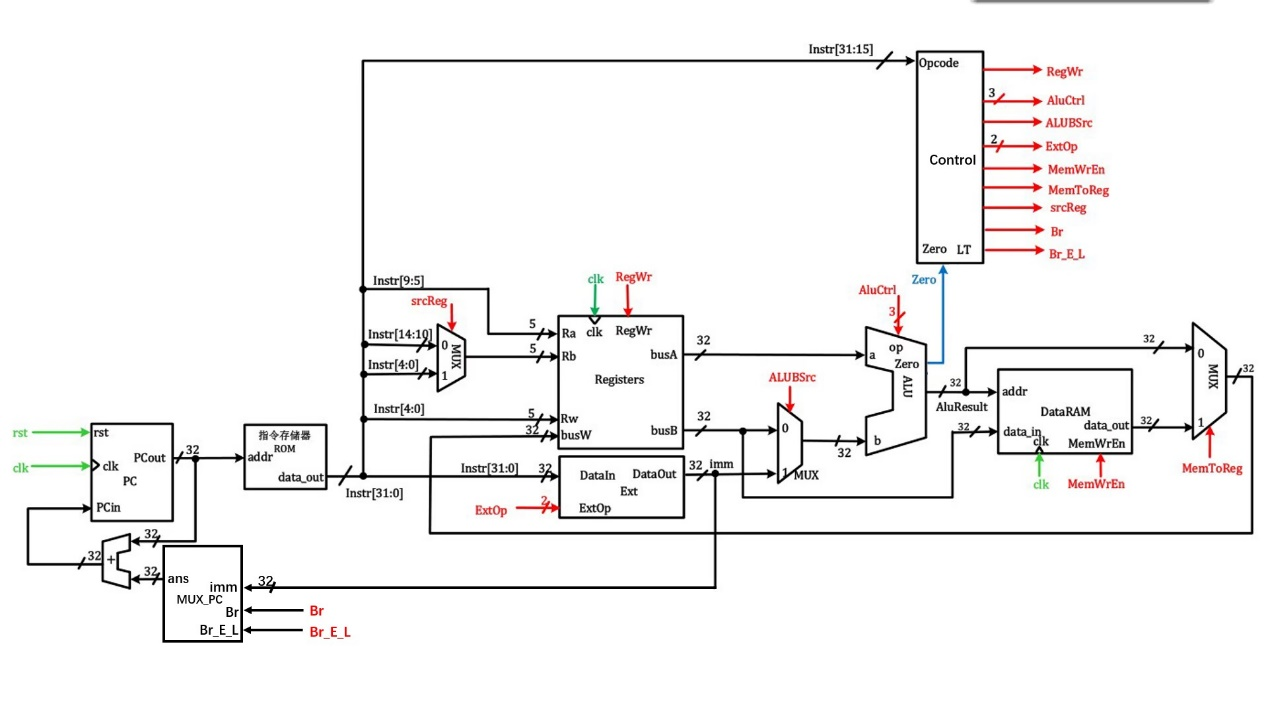 Instr[31:15]
Opcode
RegWr
3
AluCtrl
ALUBSrc
2
ExtOp
Control
MemWrEn
MemToReg
srcReg
Br
Zero LT
Br_E_L
Instr[9:5]
clk
RegWr
Zero
srcReg
AluCtrl
3
Instr[14:10]
0
MUX
Instr[4:0]
1
5
Ra
clk
RegWr
5
Rb
busA
32
Registers
a
op
Zero
ALU
32
0
MUX
32
1
ALUBSrc
32
AluResult
addr
DataRAM
Instr[4:0]
5
Rw
32
busW
busB
32
0
32
b
1
MUX
32
data_in
data_out
32
clk
MemWrEn
clk
MemWrEn
MemToReg
rst
rst
clk
clk
PC
PCout
32
PCin
指令存储器
ROM
addr
data_out
Instr[31:0]
Instr[31:0]
32
DataIn
DataOut
32
imm
Ext
ExtOp
2
ExtOp
32
+
32
32
ans
imm
32
MUX_PC
Br
Br
Br_E_L
Br_E_L